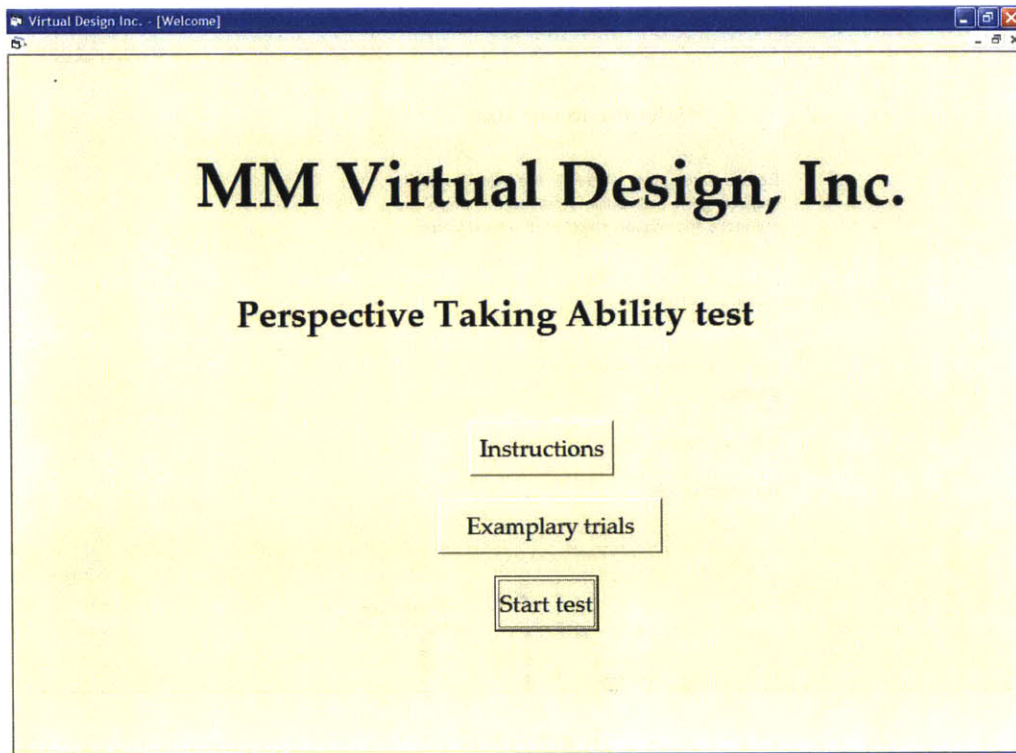 Virtual Design Inc. - [Welcome]
MM Virtual Design, Inc.
Perspective Taking Ability test
Instructions
Examplary trials
Start test